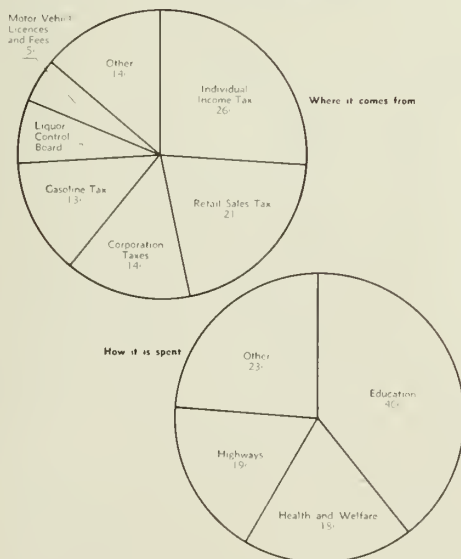 Motor Vehicle
Licences
and Fees
5·
Other
14·
Individual
Income Tax
26·
Where it comes from
Liquor
Control
Board
Gasoline Tax
13·
Retail Sales Tax
21
Corporation
Taxes
14·
How it is spent
Other
23·
Education
40·
Highways
19·
Health and Welfare
18·